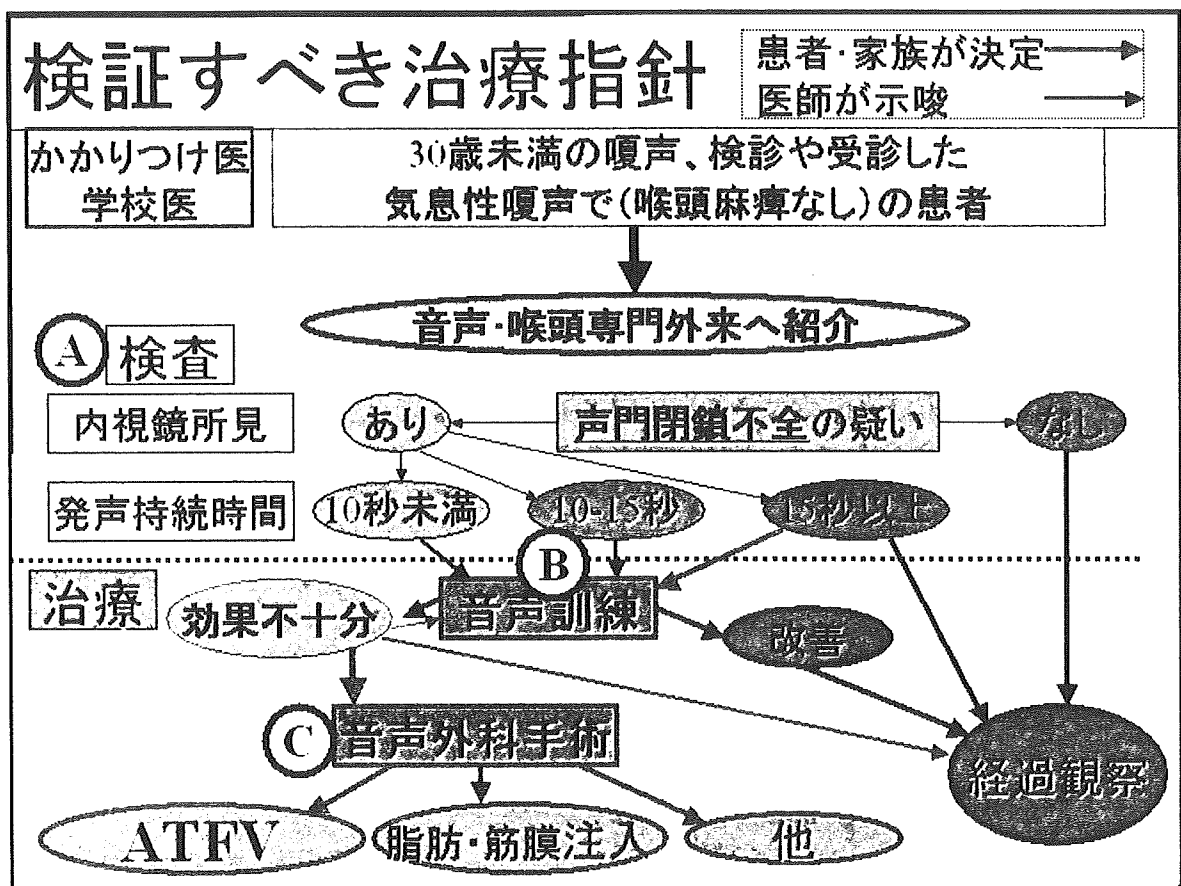 検証すべき治療指針
患者·家族が決定
医師が示唆
かかりつけ医
学校医
30歳未満の嗄声、検診や受診した
気息性嗄声で(喉頭麻痺なし)の患者
音声·喉頭専門外来へ紹介
A
検査
内視鏡所見
あり
声門閉鎖不全の疑い
なし
発声持続時間
10秒未満
10-15秒
15秒以上
B
治療
効果不十分
音声訓練
改善
C
音声外科手術
経過観察
ATFV
脂肪·筋膜注入
他